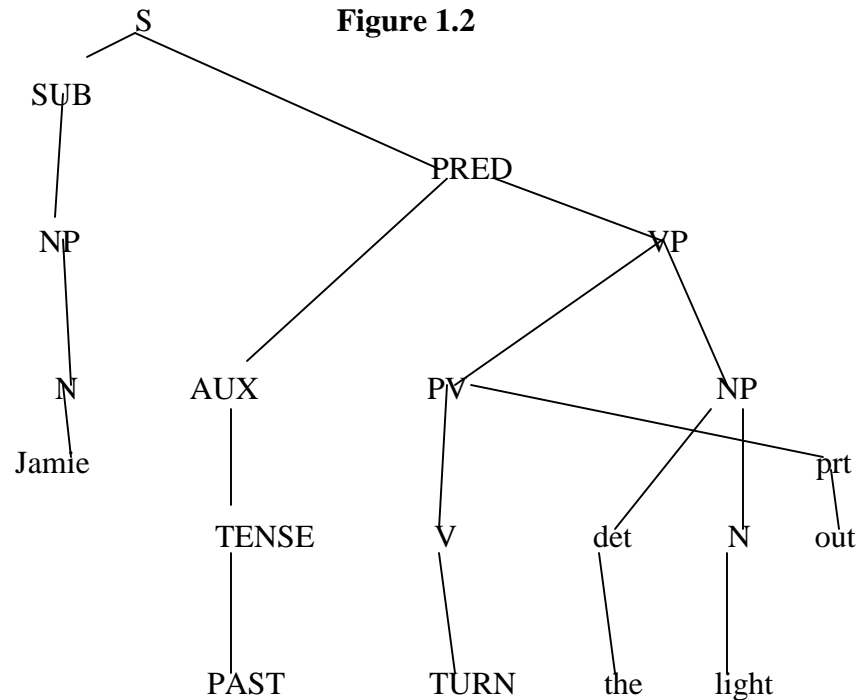 S Figure 1.2
SUB
PRED
NP VP
N AUX PV NP
Jamie prt
TENSE V det N out
PAST TURN the light